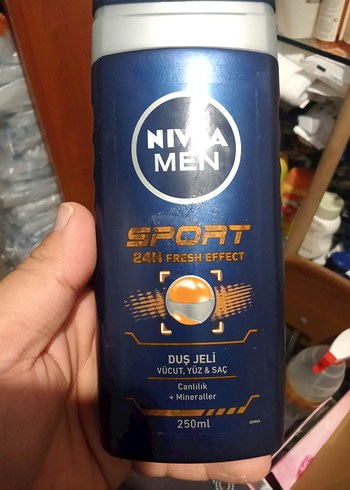 NIVEA
MEN
SPORT
24H FRESH EFFECT
DUŞ JELİ
VÜCUT, YÜZ & SAÇ
Canlılık
+ Mineraller
250ml